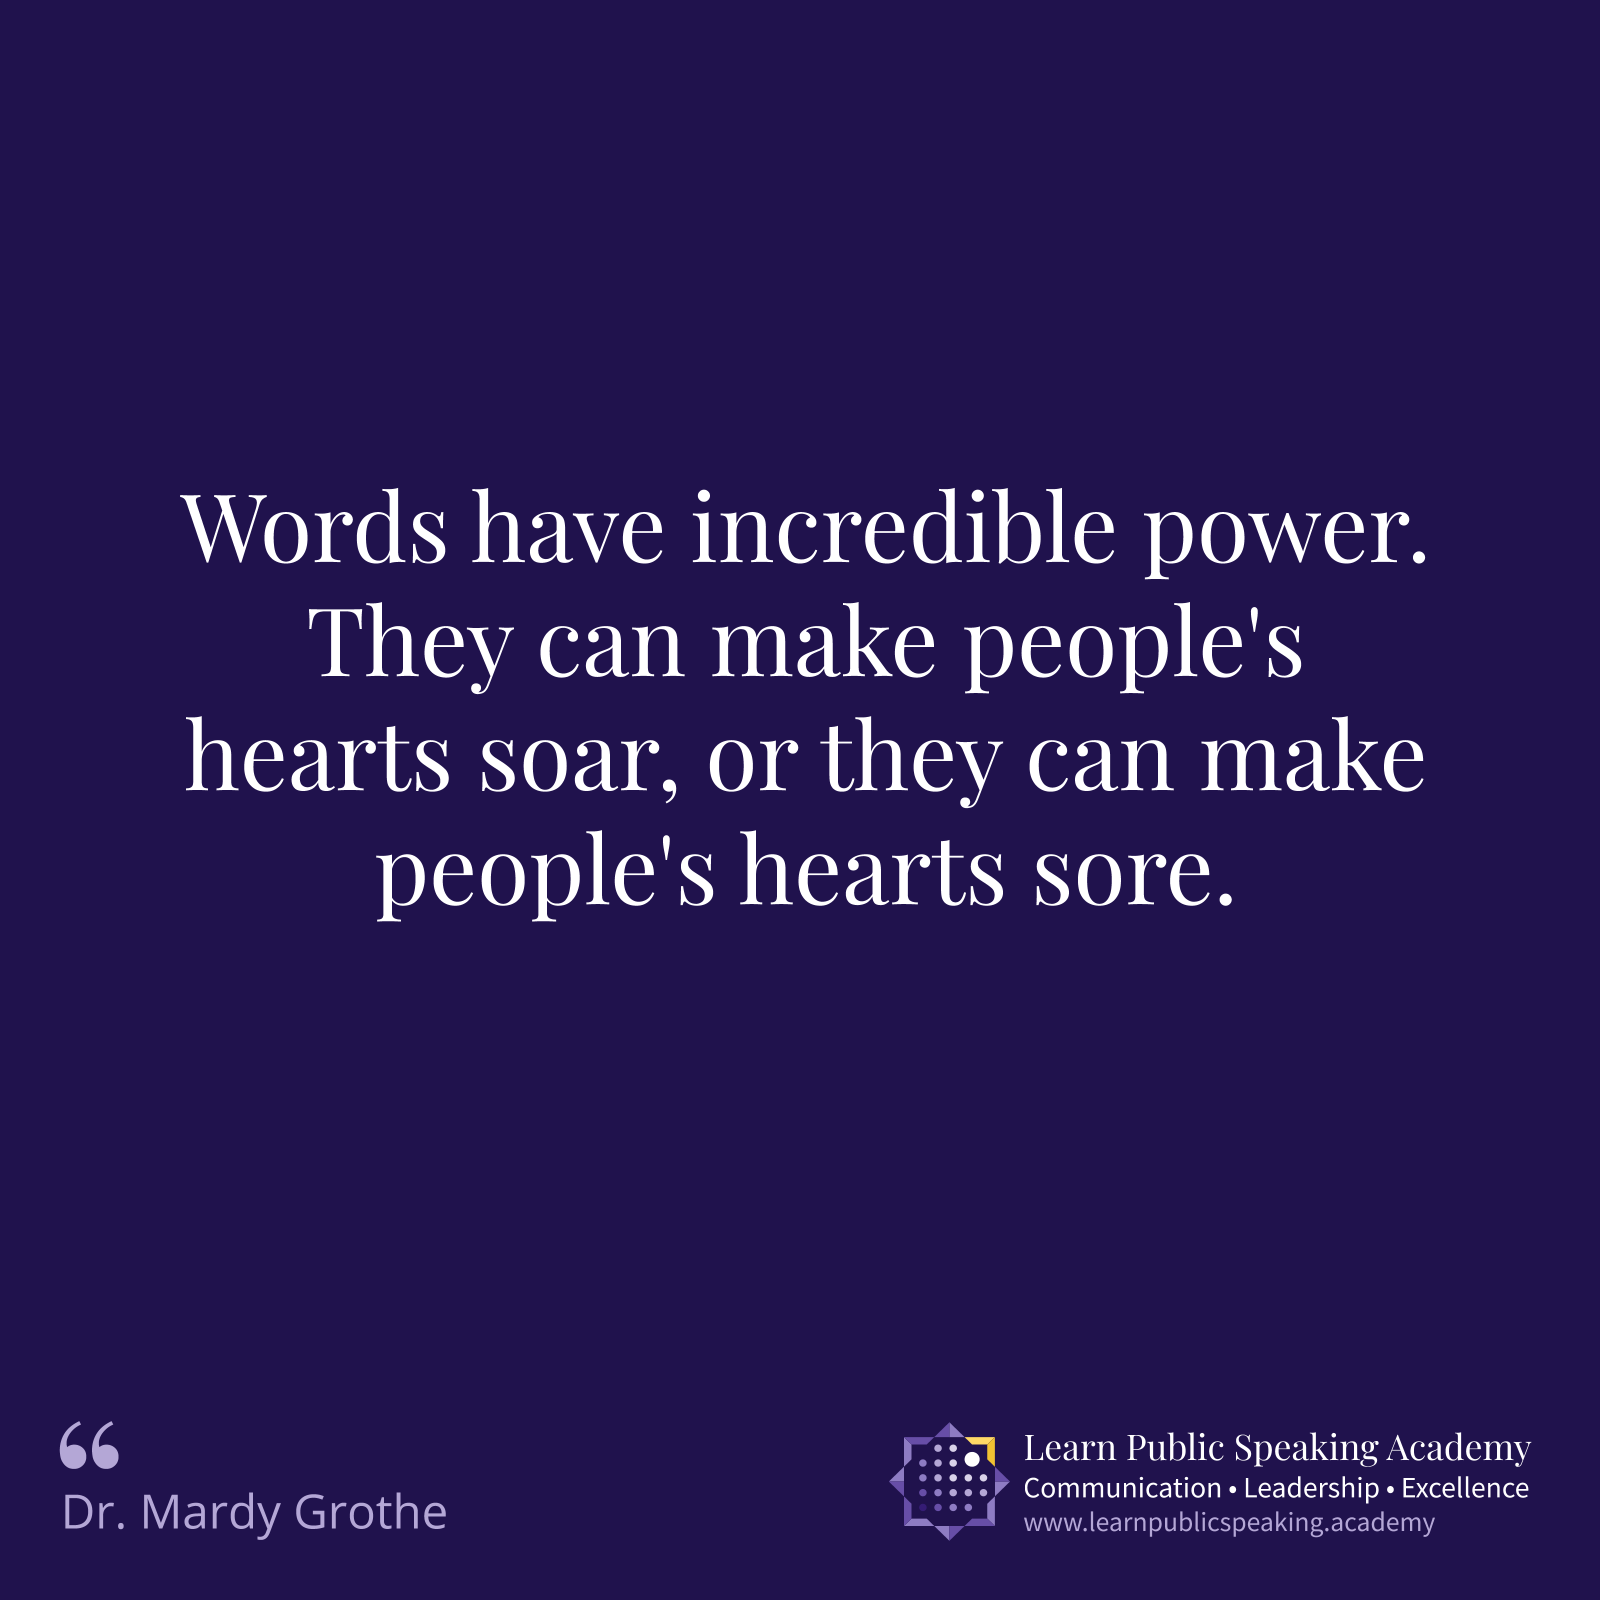 Words have incredible power.
They can make people's
hearts soar, or they can make
people's hearts sore.
“
Dr. Mardy Grothe
Learn Public Speaking Academy
Communication • Leadership • Excellence
www.learnpublicspeaking.academy